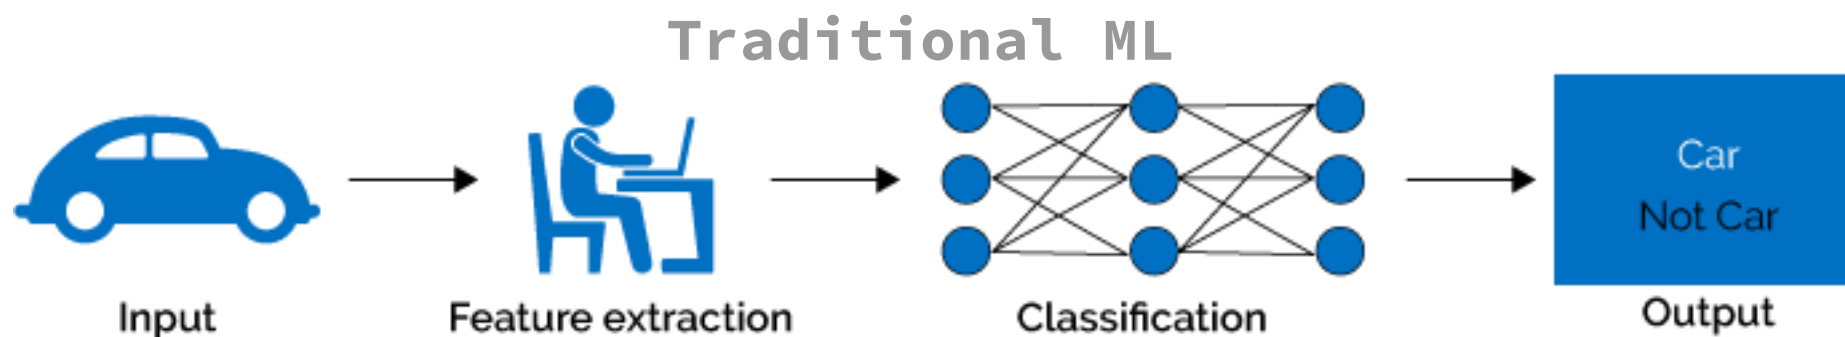 Traditional ML
Car
Not Car
Input
Feature extraction
Classification
Output